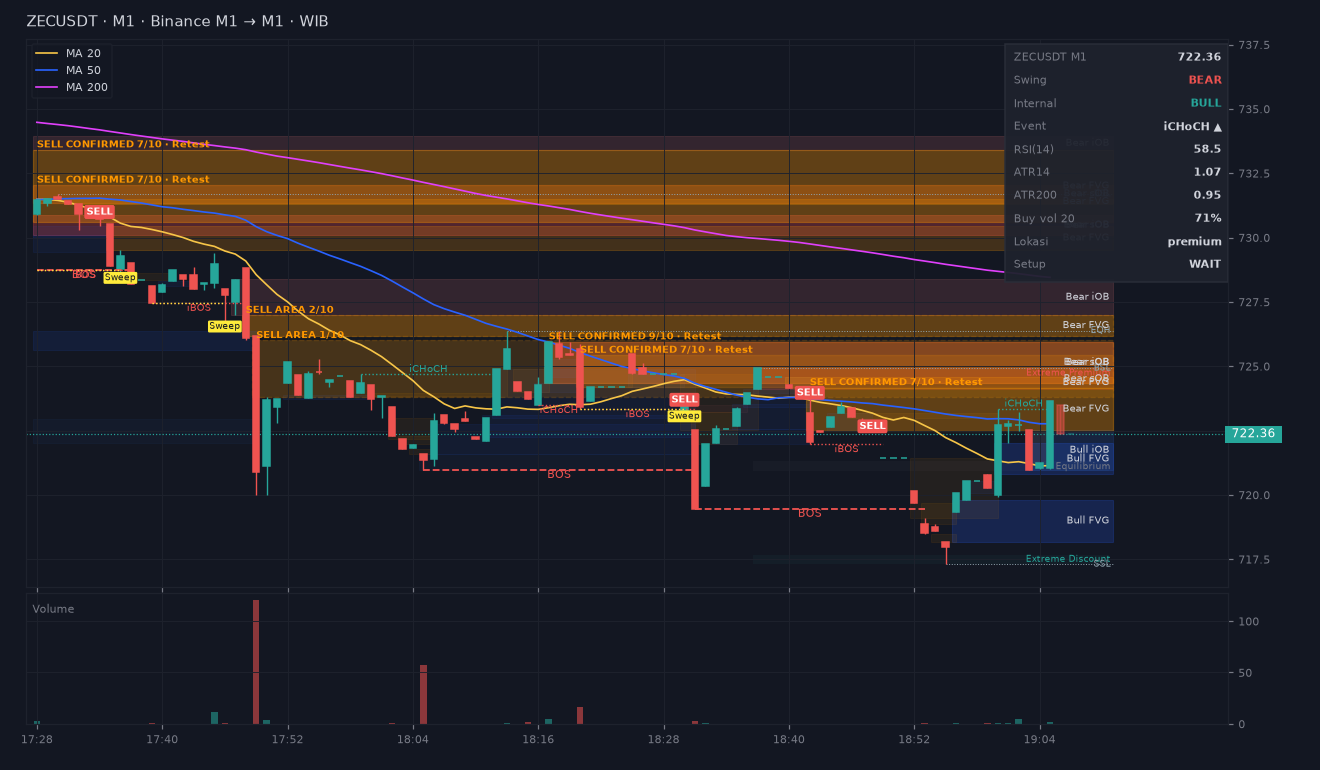 ZECUSDT · M1 · Binance M1 → M1 · WIB
MA 20
MA 50
MA 200
ZECUSDT M1 722.36
Swing BEAR
Internal BULL
Event iCHoCH ▲
RSI(14) 58.5
ATR14 1.07
ATR200 0.95
Buy vol 20 71%
Lokasi premium
Setup WAIT
737.5
735.0
732.5
730.0
727.5
725.0
722.36
720.0
717.5
SELL CONFIRMED 7/10 · Retest
SELL CONFIRMED 7/10 · Retest
SELL
BOS
Sweep
iBOS
Sweep
SELL AREA 2/10
SELL AREA 1/10
Bear iOB
Bear FVG
EQH
SELL CONFIRMED 9/10 · Retest
SELL CONFIRMED 7/10 · Retest
iCHoCH
SELL CONFIRMED 7/10 · Retest
Bear FVG
SELL
SELL
iCHoCH
iCHoCH
iBOS
Sweep
Bear FVG
SELL
iBOS
Bull iOB
Bull FVG
Equilibrium
BOS
BOS
Bull FVG
Extreme Discount
SSL
Volume
100
50
0
17:28
17:40
17:52
18:04
18:16
18:28
18:40
18:52
19:04